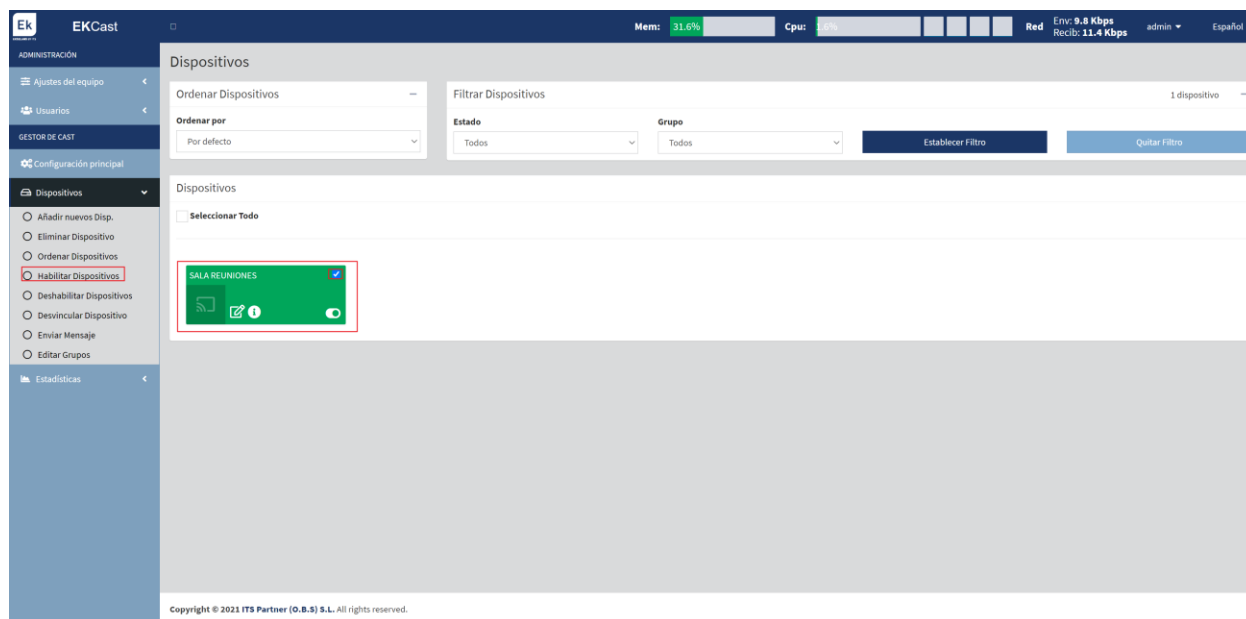 Ek EKCast Mem: 31.6% Cpu: 1.6% Red Env: 9.8 Kbps
Recib: 11.4 Kbps admin Español
ADMINISTRACIÓN
Ajustes del equipo
Usuarios
GESTOR DE CAST
Configuración principal
Dispositivos
Añadir nuevos Disp.
Eliminar Dispositivo
Ordenar Dispositivos
Habilitar Dispositivos
Deshabilitar Dispositivos
Desvincular Dispositivo
Enviar Mensaje
Editar Grupos
Estadísticas
Dispositivos
Ordenar Dispositivos
Ordenar por
Por defecto
Filtrar Dispositivos 1 dispositivo
Estado Grupo
Todos Todos Establecer Filtro Quitar Filtro
Dispositivos
Seleccionar Todo
SALA REUNIONES
Copyright © 2021 ITS Partner (O.B.S) S.L. All rights reserved.